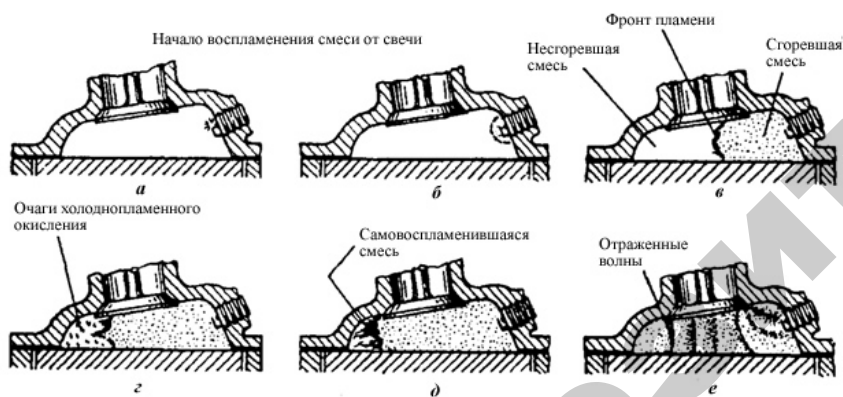 Начало воспламенения смеси от свечи
Фронт пламени
Несгоревшая
смесь
Сгоревшая
смесь
а
б
в
Очаги холоднопламенного
окисления
Самовоспламенившаяся
смесь
Отраженные
волны
г
д
е